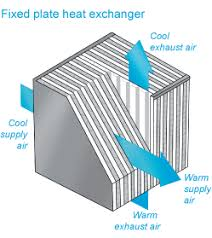 Fixed plate heat exchanger
Cool
exhaust air
Cool
supply
air
Warm
supply
air
Warm
exhaust air